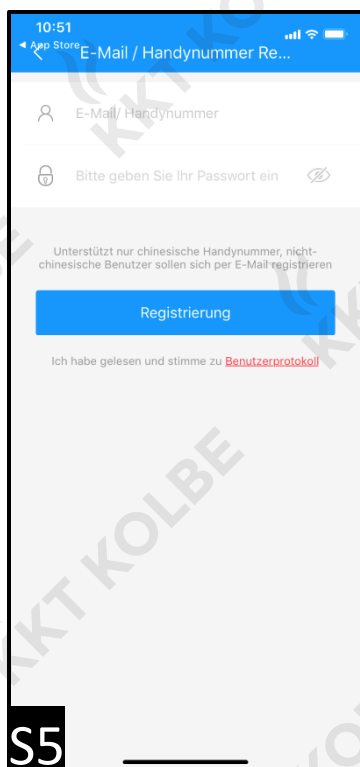 10:51
◀ App Store
E-Mail / Handynummer Re...
E-Mail/ Handynummer
Bitte geben Sie Ihr Passwort ein
Unterstützt nur chinesische Handynummer, nicht-
chinesische Benutzer sollen sich per E-Mail registrieren
Registrierung
Ich habe gelesen und stimme zu Benutzerprotokoll
KKT KOLBE
KKT KOLBE
S5